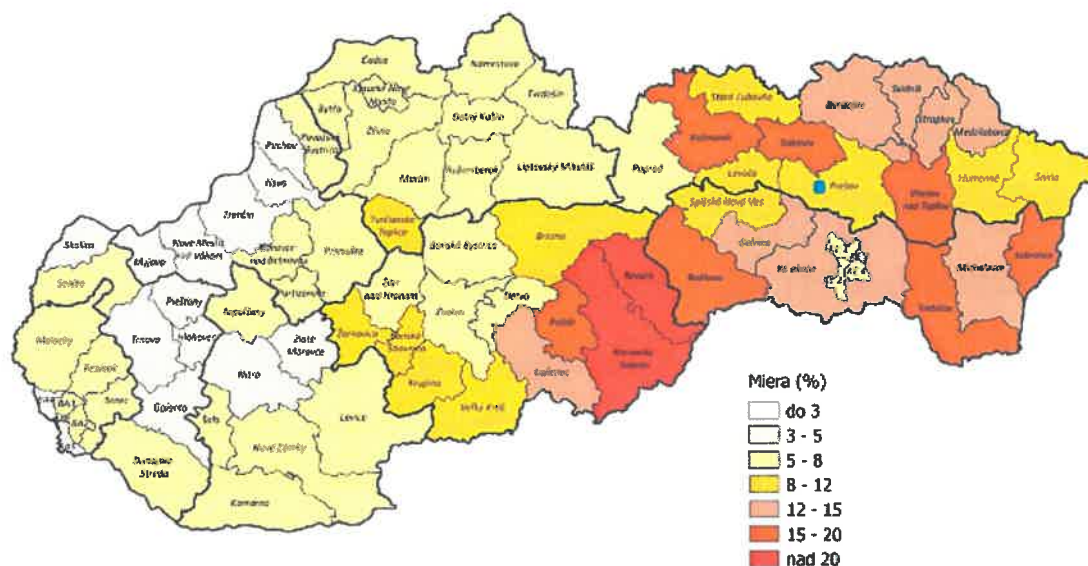 Čadca
Námestovo
Tvrdošín
Bytča
Dolný Kubín
Žilina
Považská Bystrica
Púchov
Martin
Ružomberok
Liptovský Mikuláš
Poprad
Kežmarok
Stará Ľubovňa
Sabinov
Levoča
Prešov
Bardejov
Svidník
Stropkov
Medzilaborce
Humenné
Snina
Vranov nad Topľou
Michalovce
Sobrance
Trebišov
Spišská Nová Ves
Gelnica
Košice - okolie
Rožňava
Revúca
Rimavská Sobota
Poltár
Lučenec
Detva
Brezno
Banská Bystrica
Turčianske Teplice
Prievidza
Ilava
Trenčín
Nové Mesto nad Váhom
Myjava
Skalica
Senica
Malacky
Pezinok
Senec
Piešťany
Hlohovec
Trnava
Galanta
Dunajská Streda
Topoľčany
Partizánske
Nitra
Zlaté Moravce
Žiar nad Hronom
Žarnovica
Banská Štiavnica
Zvolen
Krupina
Veľký Krtíš
Levice
Šaľa
Nové Zámky
Komárno
Miera (%)
do 3
3 - 5
5 - 8
8 - 12
12 - 15
15 - 20
nad 20